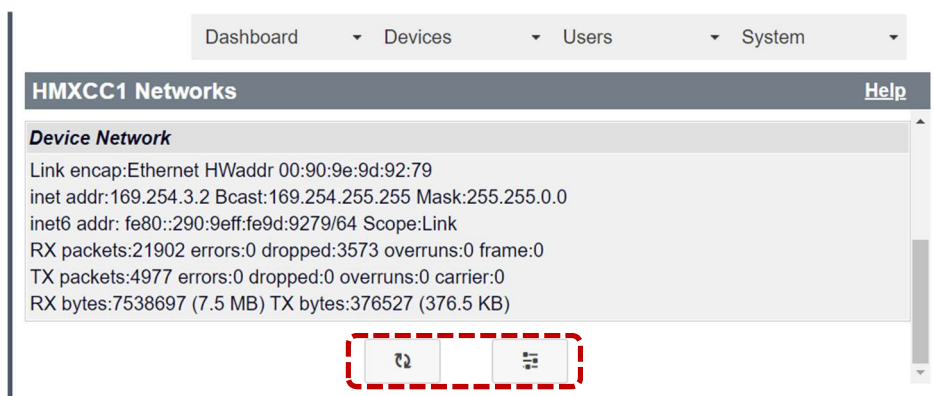 Dashboard Devices Users System
HMXCC1 Networks Help
Device Network
Link encap:Ethernet HWaddr 00:90:9e:9d:92:79
inet addr:169.254.3.2 Bcast:169.254.255.255 Mask:255.255.0.0
inet6 addr: fe80::290:9eff:fe9d:9279/64 Scope:Link
RX packets:21902 errors:0 dropped:3573 overruns:0 frame:0
TX packets:4977 errors:0 dropped:0 overruns:0 carrier:0
RX bytes:7538697 (7.5 MB) TX bytes:376527 (376.5 KB)